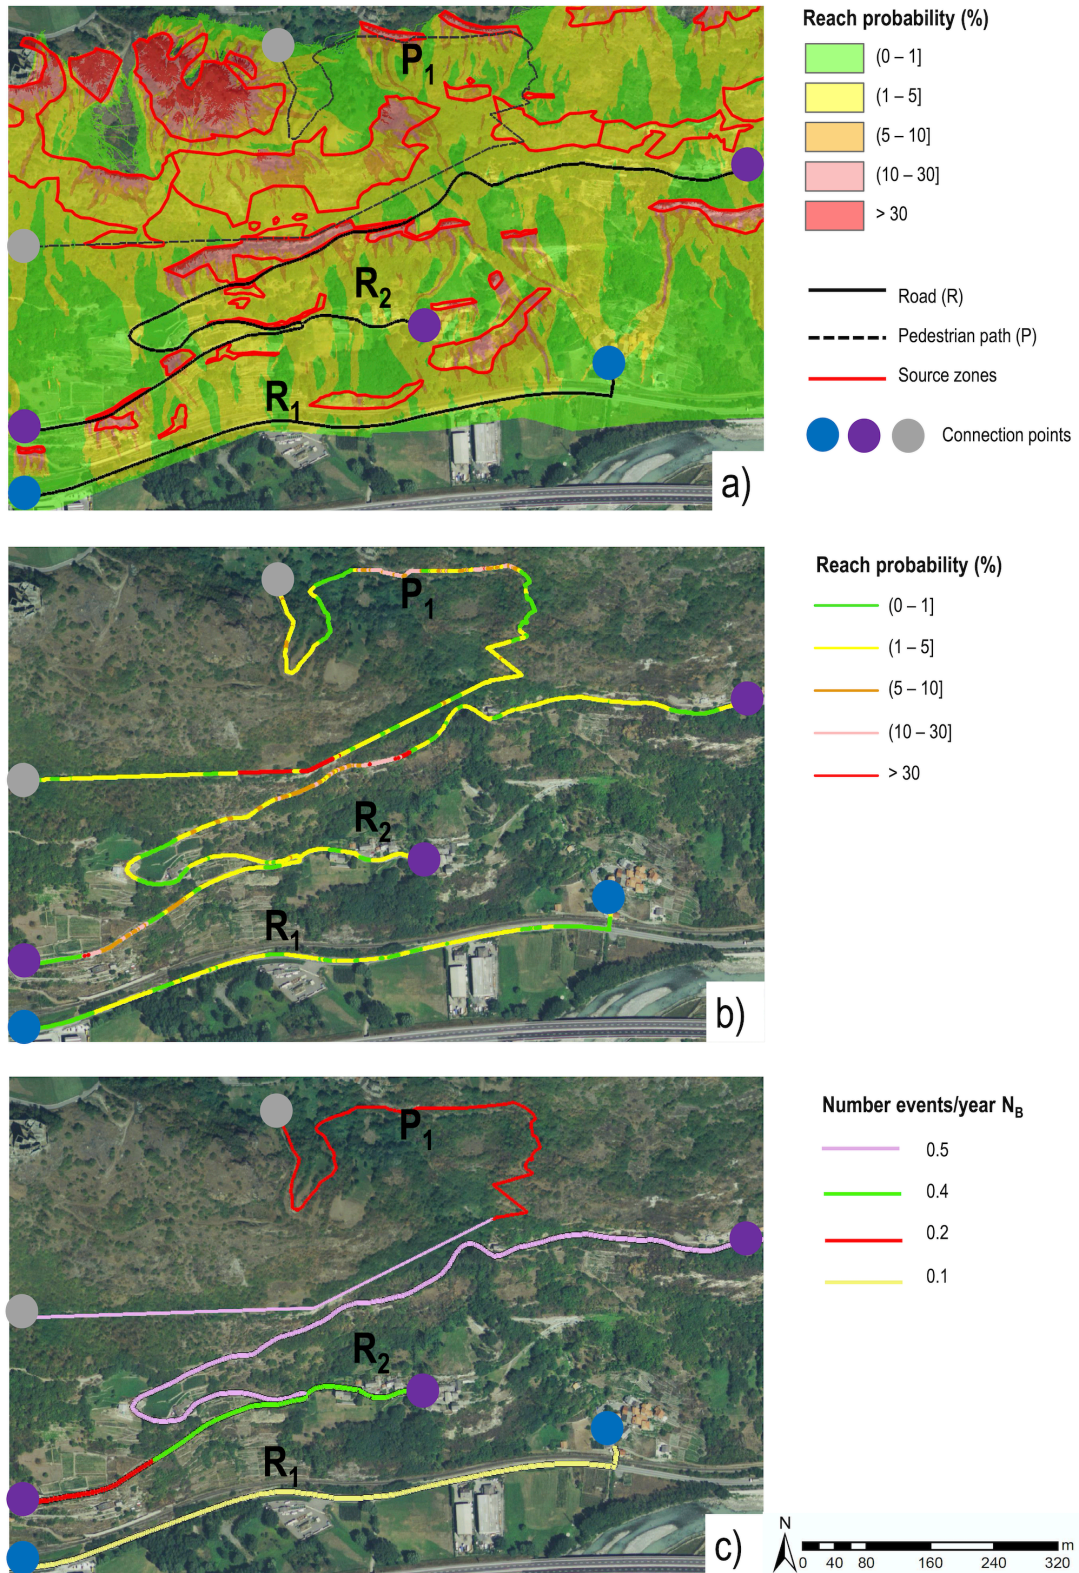 Reach probability (%)
(0 – 1]
(1 – 5]
(5 – 10]
(10 – 30]
> 30
Road (R)
Pedestrian path (P)
Source zones
Connection points
P1
R2
R1
a)
Reach probability (%)
(0 – 1]
(1 – 5]
(5 – 10]
(10 – 30]
> 30
P1
R2
R1
b)
Number events/year NB
0.5
0.4
0.2
0.1
P1
R2
R1
c)
N
m
0 40 80 160 240 320